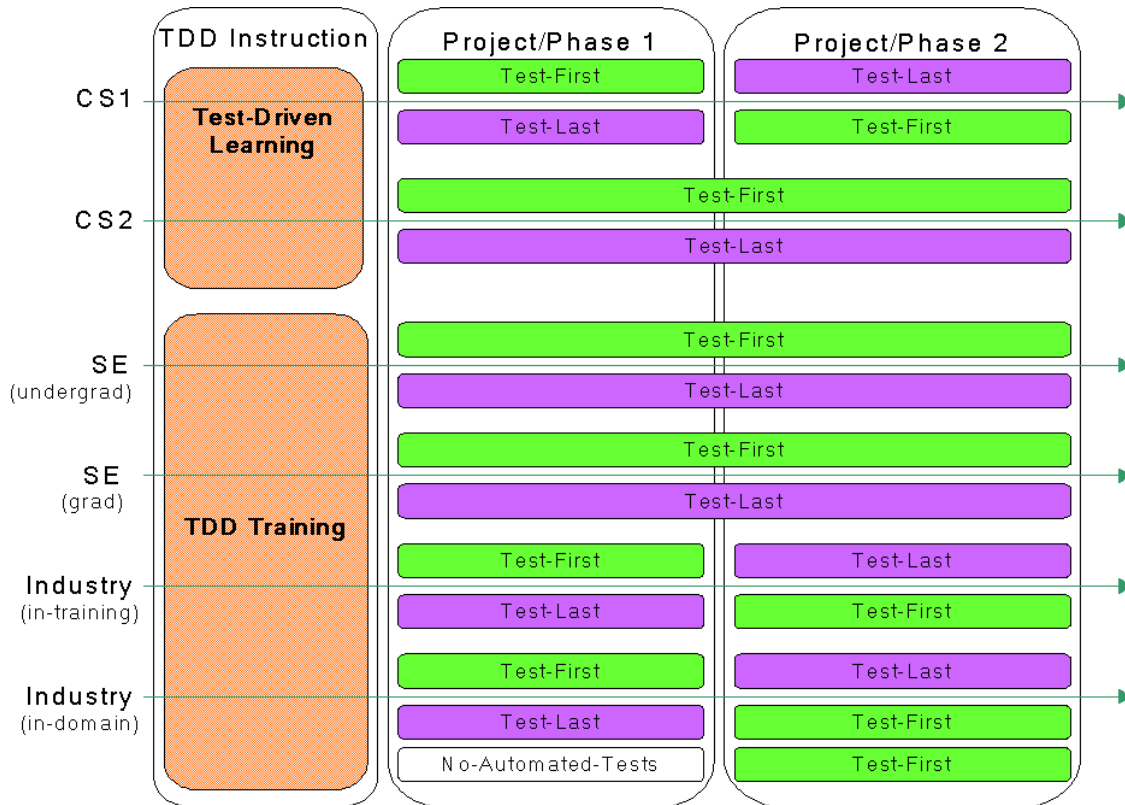 TDD Instruction
Project/Phase 1
Project/Phase 2
CS1
Test-Driven
Learning
Test-First
Test-Last
Test-Last
Test-First
CS2
Test-First
Test-Last
SE
(undergrad)
TDD Training
Test-First
Test-Last
SE
(grad)
Test-First
Test-Last
Industry
(in-training)
Test-First
Test-Last
Test-Last
Test-First
Industry
(in-domain)
Test-First
Test-Last
Test-Last
Test-First
No-Automated-Tests
Test-First